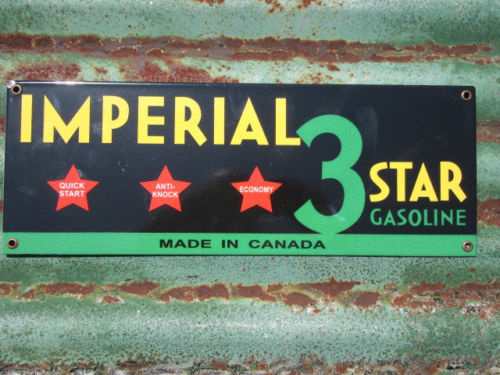 IMPERIAL
3 STAR
GASOLINE
QUICK
START
ANTI-
KNOCK
ECONOMY
MADE IN CANADA